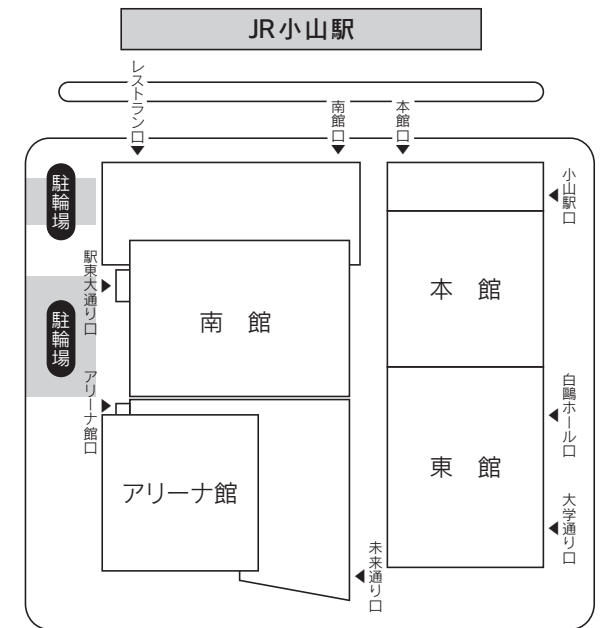 JR小山駅
レストラン口
南館口
本館口
小山駅口
駐輪場
駅東大通り口
駐輪場
アリーナ館口
南 館
本 館
東 館
アリーナ館
白鷗ホール口
大学通り口
未来通り口